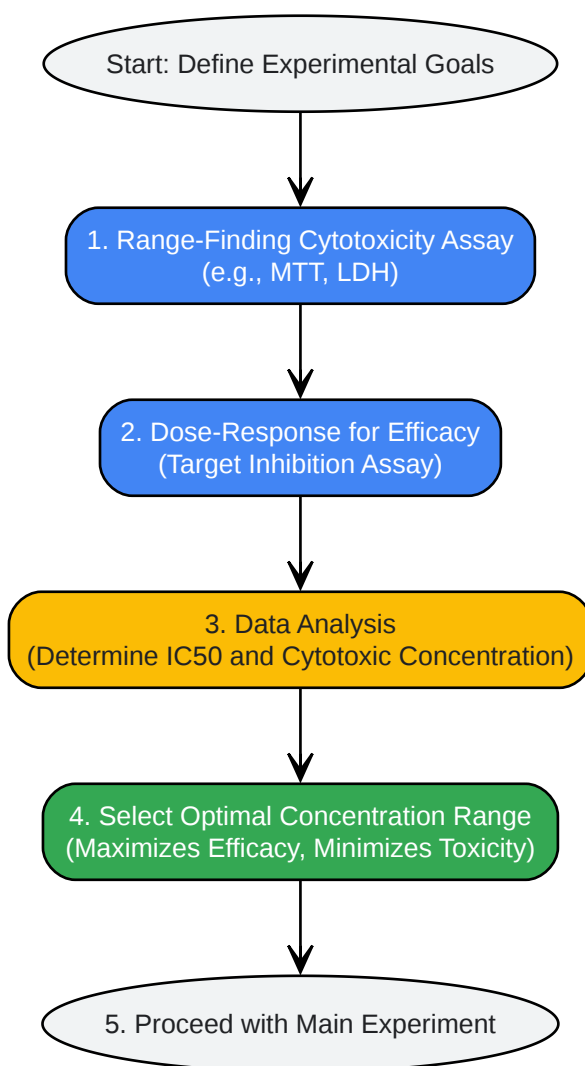 Start: Define Experimental Goals
1. Range-Finding Cytotoxicity Assay
(e.g., MTT, LDH)
2. Dose-Response for Efficacy
(Target Inhibition Assay)
3. Data Analysis
(Determine IC50 and Cytotoxic Concentration)
4. Select Optimal Concentration Range
(Maximizes Efficacy, Minimizes Toxicity)
5. Proceed with Main Experiment